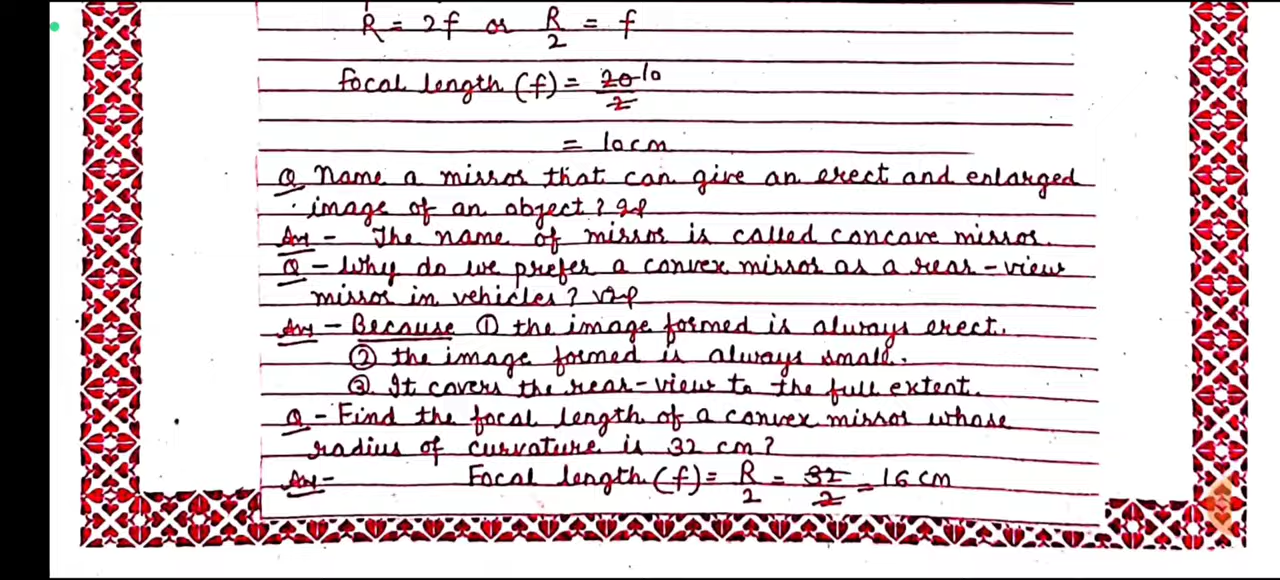 R = 2f or R/2 = f
focal length (f) = 20/2 10
= 10cm
Q Name a mirror that can give an erect and enlarged
image of an object?
Ans - The name of mirror is called concave mirror.
Q - Why do we prefer a convex mirror as a rear-view
mirror in vehicles?
Ans - Because ① the image formed is always erect.
② the image formed is always small.
③ It covers the rear-view to the full extent.
Q - Find the focal length of a convex mirror whose
radius of curvature is 32 cm?
Ans - Focal length (f) = R/2 = 32/2 = 16 cm